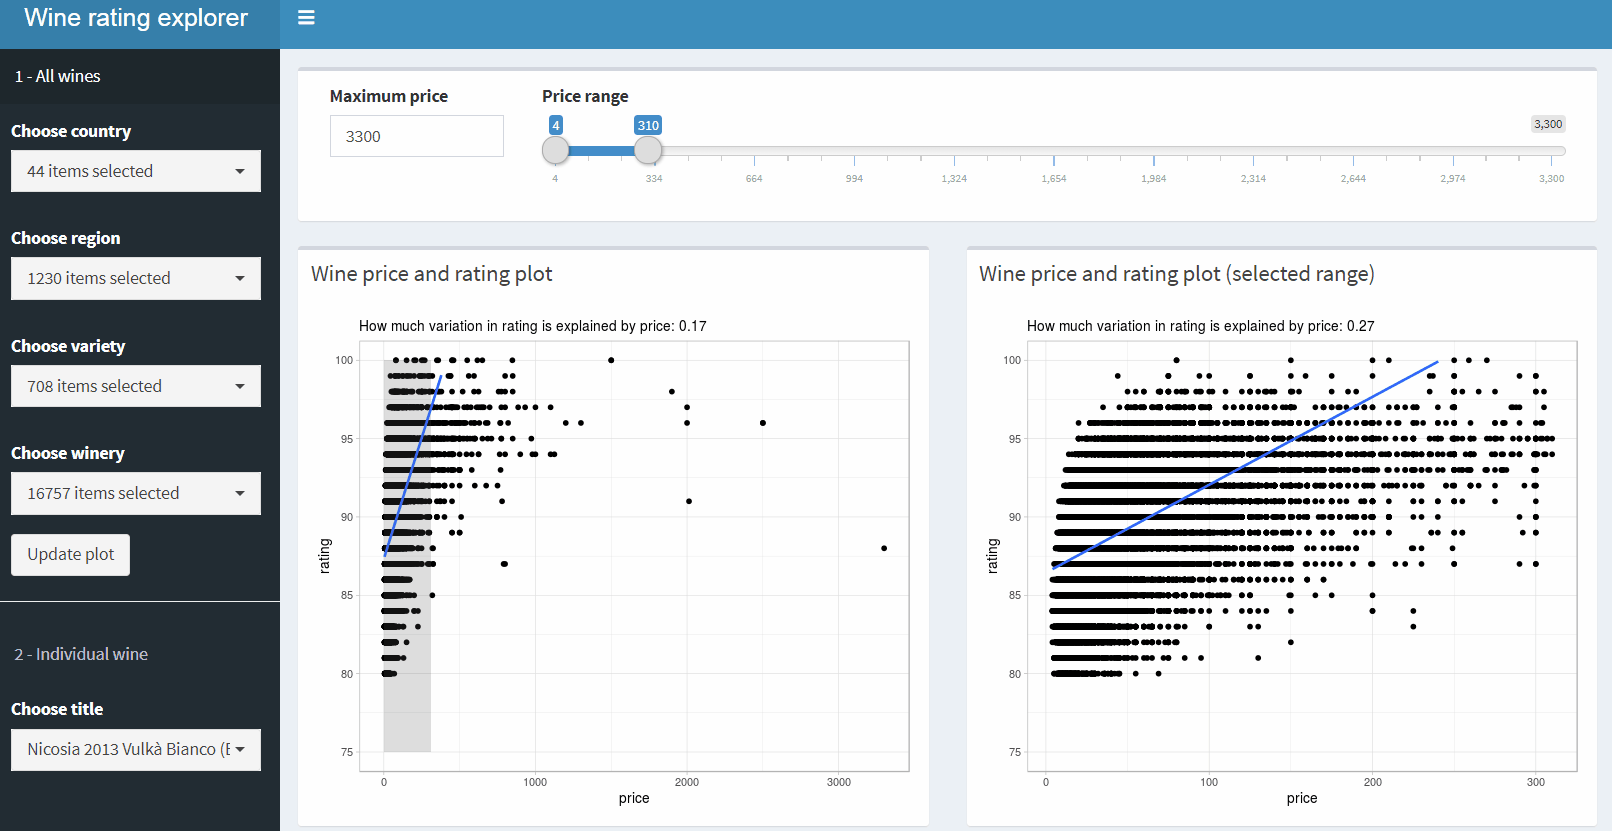 Wine rating explorer
1 - All wines
Choose country
44 items selected
Choose region
1230 items selected
Choose variety
708 items selected
Choose winery
16757 items selected
Update plot
2 - Individual wine
Choose title
Nicosia 2013 Vulkà Bianco (E
Maximum price
3300
Price range
4
310
3,300
4 334 664 994 1,324 1,654 1,984 2,314 2,644 2,974 3,300
Wine price and rating plot
How much variation in rating is explained by price: 0.17
100
95
90
85
80
75
rating
0 1000 2000 3000
price
Wine price and rating plot (selected range)
How much variation in rating is explained by price: 0.27
100
95
90
85
80
75
rating
0 100 200 300
price